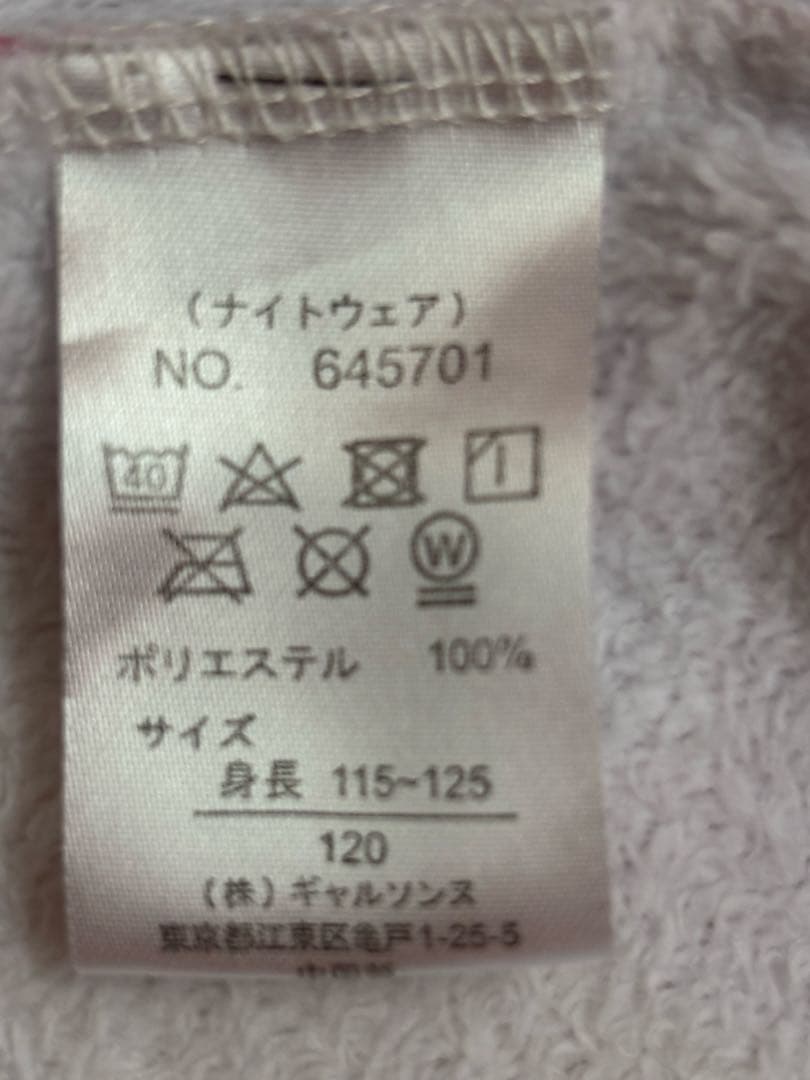 (ナイトウェア)
NO. 645701
40
W
ポリエステル 100%
サイズ
身長 115~125
120
(株)ギャルソンヌ
東京都江東区亀戸1-25-5